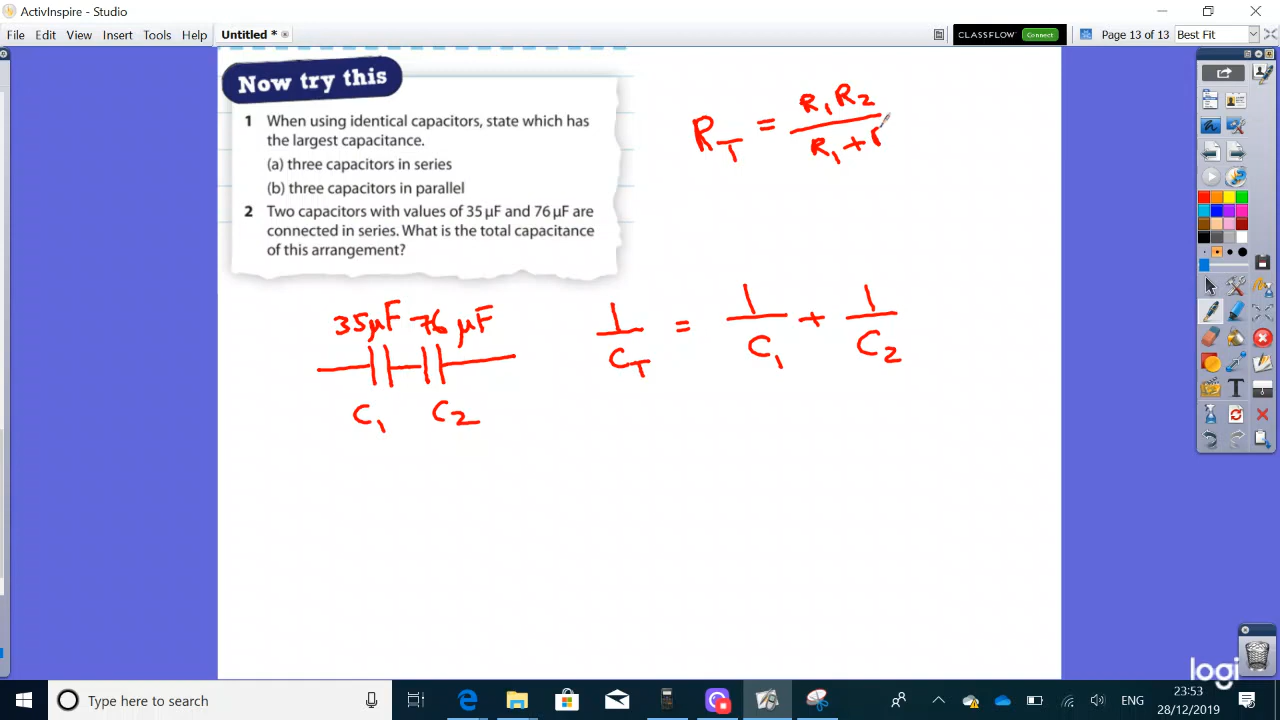 ActivInspire - Studio
File Edit View Insert Tools Help Untitled * CLASSFLOW Connect Page 13 of 13 Best Fit
Now try this
1 When using identical capacitors, state which has
the largest capacitance.
(a) three capacitors in series
(b) three capacitors in parallel
2 Two capacitors with values of 35 µF and 76 µF are
connected in series. What is the total capacitance
of this arrangement?
R_T = R₁R₂
R₁ +
35µF 76 µF
C₁ C₂
1/C_T = 1/C₁ + 1/C₂
logi
Type here to search
ENG
23:53
28/12/2019